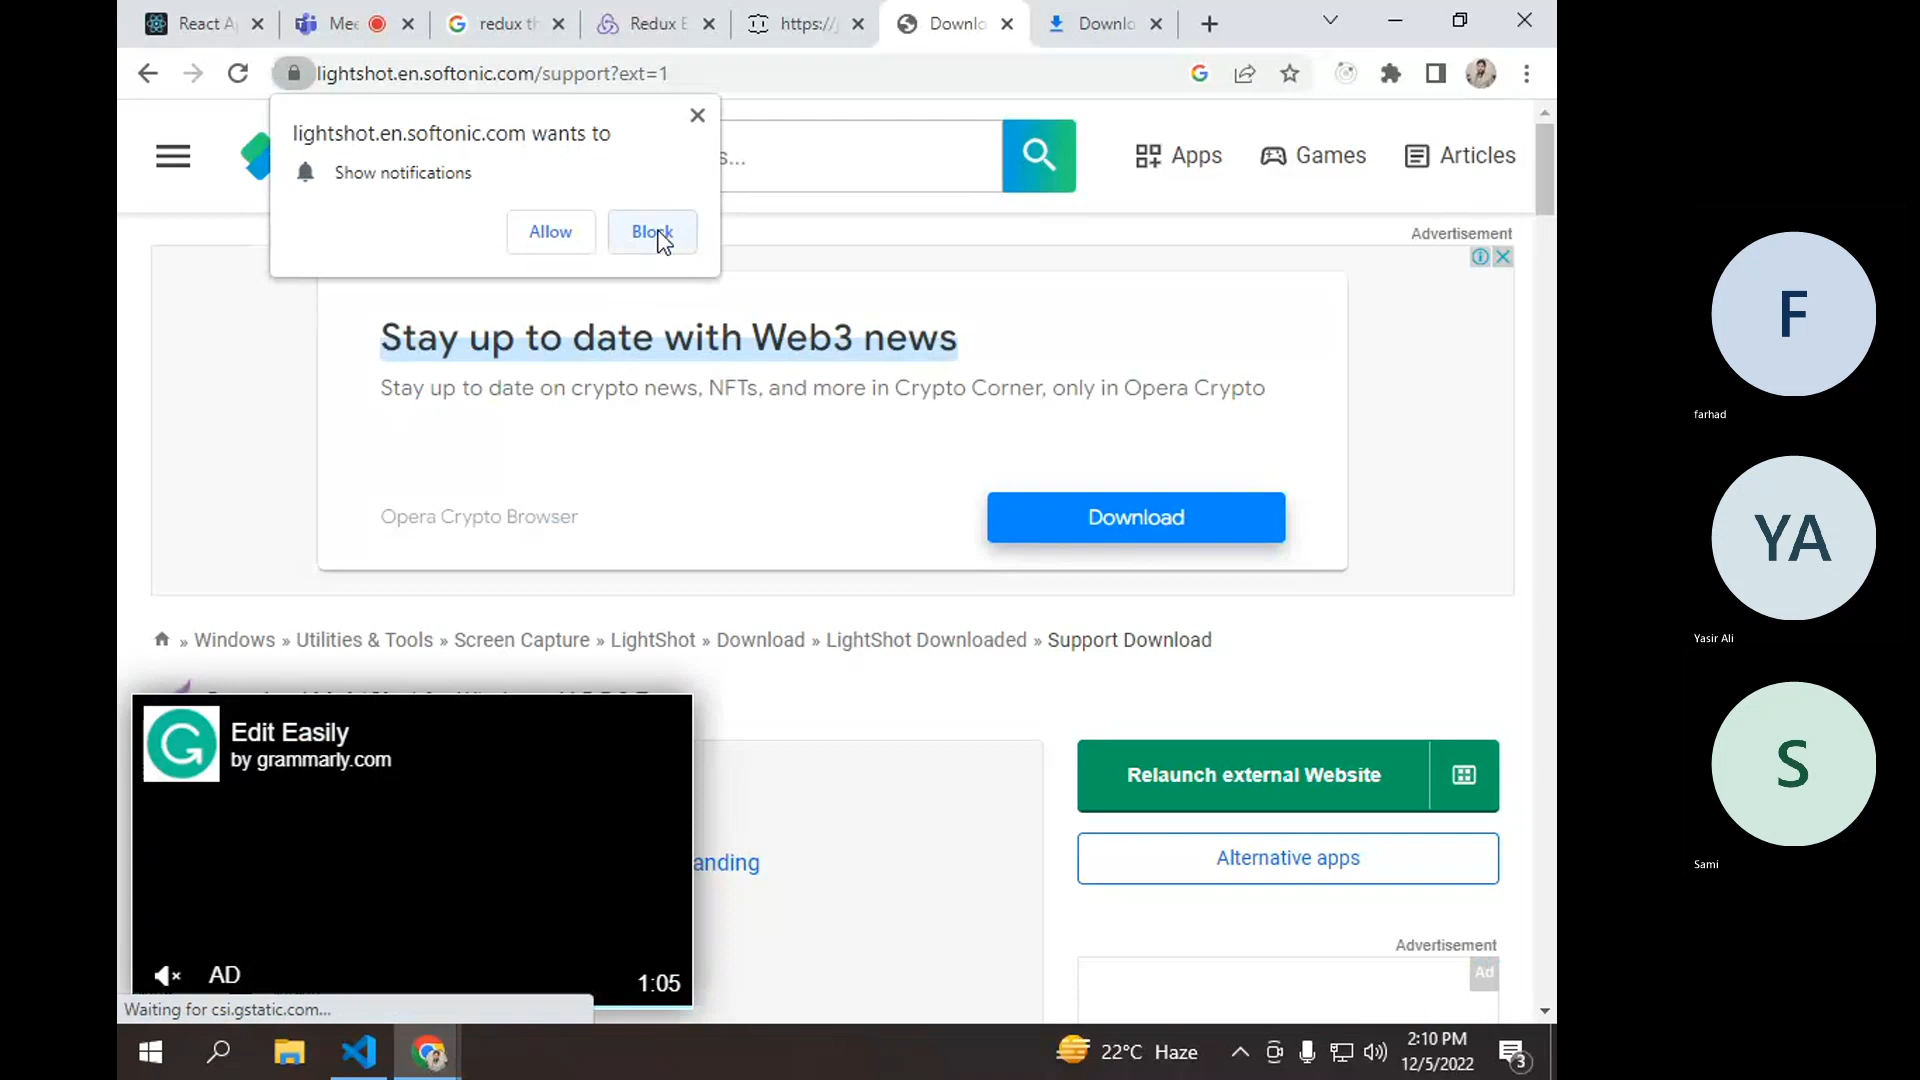 React A
Mee
redux th
Redux E
https://
Downlo
Downlo
lightshot.en.softonic.com/support?ext=1
lightshot.en.softonic.com wants to
Show notifications
Allow
Block
s...
Apps
Games
Articles
Advertisement
Stay up to date with Web3 news
Stay up to date on crypto news, NFTs, and more in Crypto Corner, only in Opera Crypto
Opera Crypto Browser
Download
» Windows » Utilities & Tools » Screen Capture » LightShot » Download » LightShot Downloaded » Support Download
Edit Easily
by grammarly.com
AD
1:05
anding
Relaunch external Website
Alternative apps
Advertisement
Ad
Waiting for csi.gstatic.com...
22°C Haze
2:10 PM
12/5/2022
3
F
farhad
YA
Yasir Ali
S
Sami